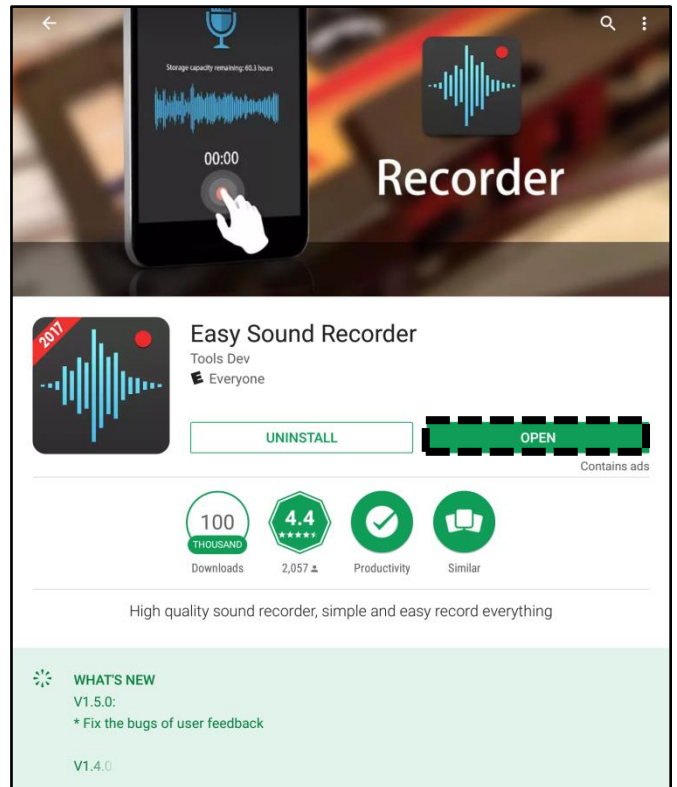 Storage capacity remaining: 60.3 hours
00:00
Recorder
2017
Easy Sound Recorder
Tools Dev
E Everyone
UNINSTALL
OPEN
Contains ads
100
THOUSAND
4.4
Downloads
2,057
Productivity
Similar
High quality sound recorder, simple and easy record everything
WHAT'S NEW
V1.5.0:
* Fix the bugs of user feedback
V1.4.0